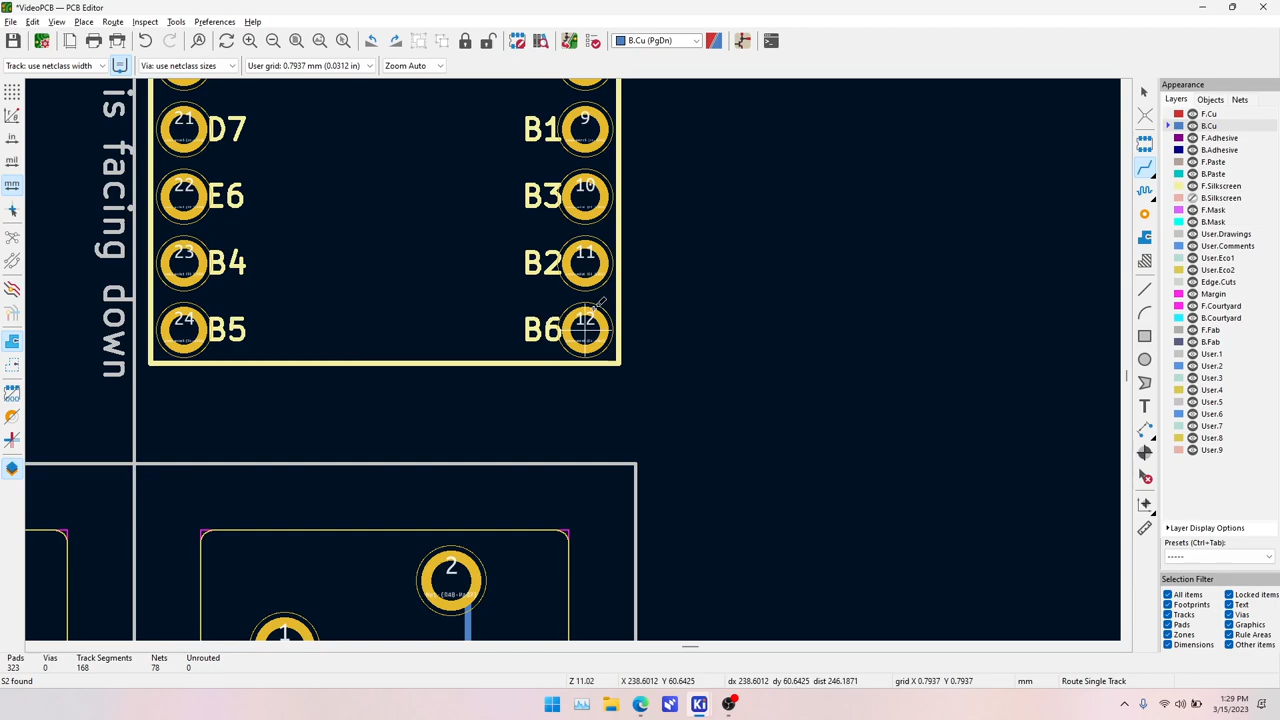 *VideoPCB — PCB Editor
File Edit View Place Route Inspect Tools Preferences Help
B.Cu (PgDn)
Track: use netclass width Via: use netclass sizes User grid: 0.7937 mm (0.0312 in) Zoom Auto
in
mil
mm
is facing down
21 D7 B1 9
22 E6 B3 10
23 B4 B2 11
24 B5 B6 12
2
1
Appearance
Layers Objects Nets
F.Cu
B.Cu
F.Adhesive
B.Adhesive
F.Paste
B.Paste
F.Silkscreen
B.Silkscreen
F.Mask
B.Mask
User.Drawings
User.Comments
User.Eco1
User.Eco2
Edge.Cuts
Margin
F.Courtyard
B.Courtyard
F.Fab
B.Fab
User.1
User.2
User.3
User.4
User.5
User.6
User.7
User.8
User.9
Layer Display Options
Presets (Ctrl+Tab):
-----
Selection Filter
All items Locked items
Footprints Text
Tracks Vias
Pads Graphics
Zones Rule Areas
Dimensions Other items
Pads Vias Track Segments Nets Unrouted
323 0 168 78 0
S2 found Z 11.02 X 238.6012 Y 60.6425 dx 238.6012 dy 60.6425 dist 246.1871 grid X 0.7937 Y 0.7937 mm Route Single Track
Ki
1:29 PM
3/15/2023